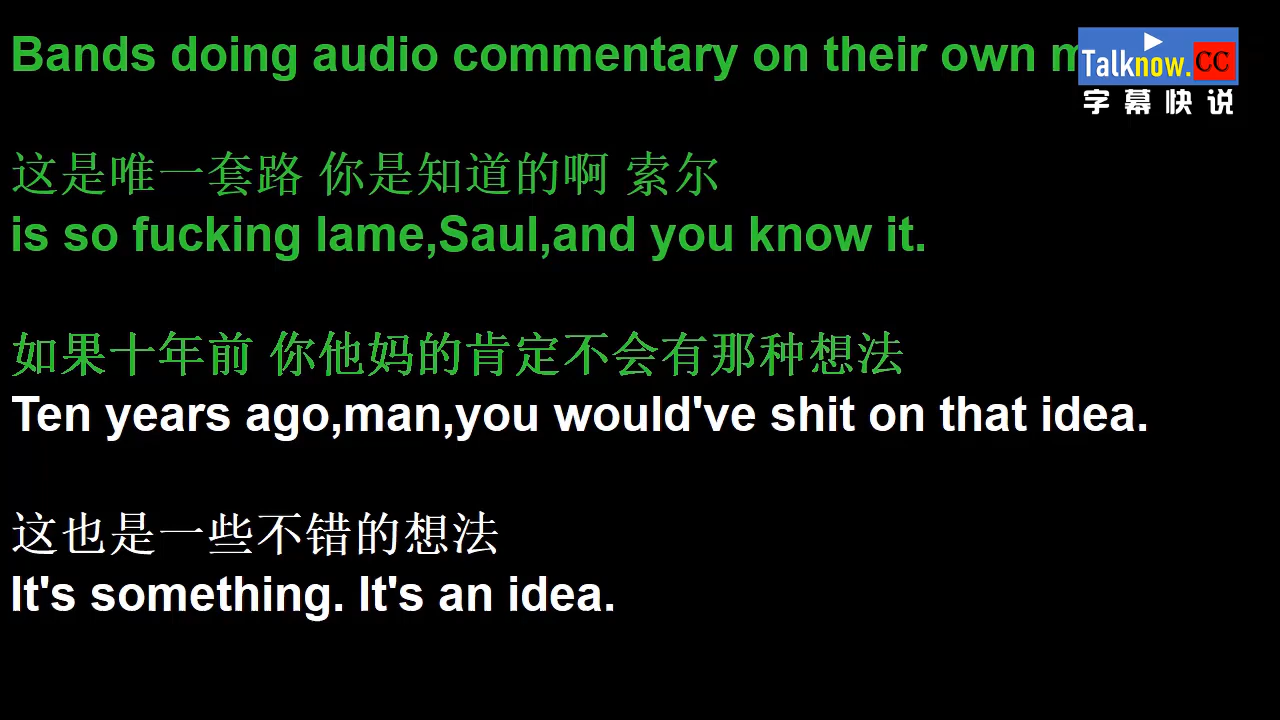 Bands doing audio commentary on their own
Talknow.CC
字幕快说
这是唯一套路 你是知道的啊 索尔
is so fucking lame,Saul,and you know it.
如果十年前 你他妈的肯定不会有那种想法
Ten years ago,man,you would've shit on that idea.
这也是一些不错的想法
It's something. It's an idea.